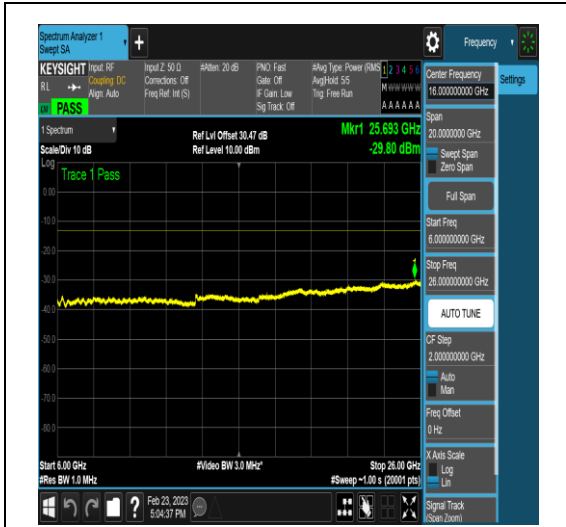 Spectrum Analyzer 1
Swept SA
Frequency
KEYSIGHT
RL
PASS
Input: RF
Coupling: DC
Align: Auto
Input Z: 50 Ω
Corrections: Off
Freq Ref: Int (S)
#Atten: 20 dB
PNO: Fast
Gate: Off
IF Gain: Low
Sig Track: Off
#Avg Type: Power (RMS
Avg|Hold: 5/5
Trig: Free Run
1 2 3 4 5 6
M W W W W W
A A A A A A
Center Frequency
16.000000000 GHz
Settings
Span
20.0000000 GHz
Swept Span
Zero Span
Full Span
Start Freq
6.000000000 GHz
Stop Freq
26.000000000 GHz
AUTO TUNE
CF Step
2.000000000 GHz
Auto
Man
Freq Offset
0 Hz
X Axis Scale
Log
Lin
Signal Track
(Span Zoom)
1 Spectrum
Scale/Div 10 dB
Ref Lvl Offset 30.47 dB
Ref Level 10.00 dBm
Mkr1 25.693 GHz
-29.80 dBm
Log
Trace 1 Pass
0.00
-10.0
-20.0
-30.0
-40.0
-50.0
-60.0
-70.0
-80.0
1
Start 6.00 GHz
#Res BW 1.0 MHz
#Video BW 3.0 MHz*
Stop 26.00 GHz
#Sweep ~1.00 s (20001 pts)
Feb 23, 2023
5:04:37 PM